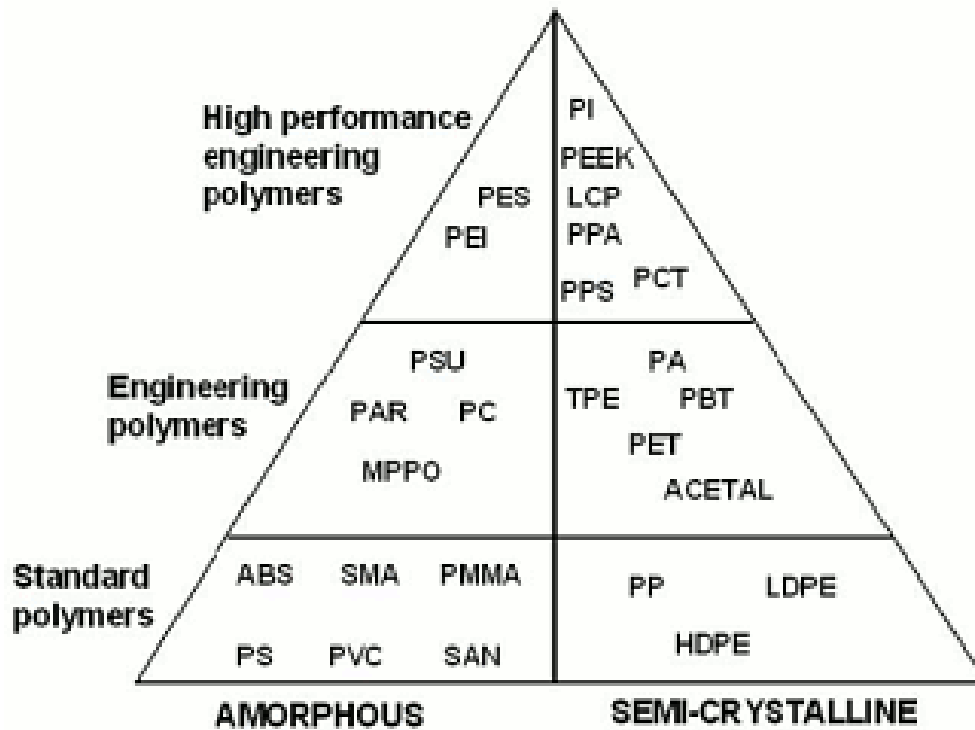 High performance
engineering
polymers
PI
PEEK
PES LCP
PEI PPA
PPS PCT
Engineering
polymers
PSU PA
PAR PC TPE PBT
PET
MPPO
ACETAL
Standard
polymers
ABS SMA PMMA PP LDPE
PS PVC SAN HDPE
AMORPHOUS SEMI-CRYSTALLINE